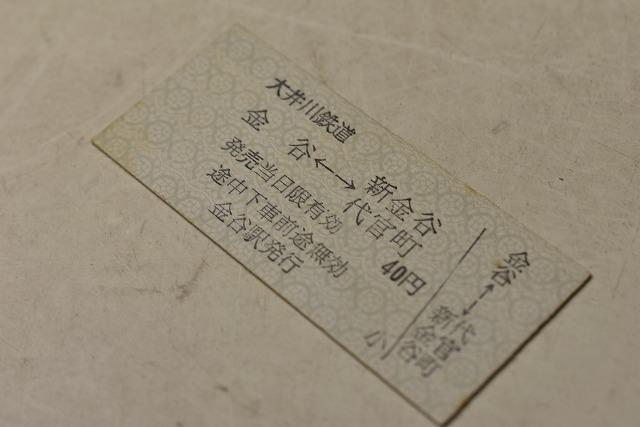 大井川鉄道
金谷←→新金谷
代官町
発売当日限有効 40円
途中下車前途無効
金谷駅発行
小
金谷←→代官町
新金谷